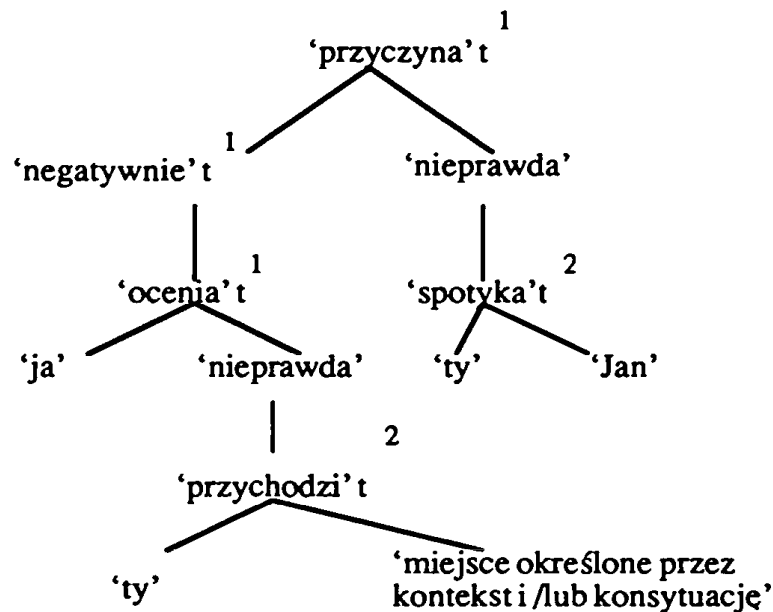 ‘przyczyna’ t 1
‘negatywnie’ t 1 ‘nieprawda’
‘ocenia’ t 1 ‘spotyka’t 2
‘ja’ ‘nieprawda’ ‘ty’ ‘Jan’
‘przychodzi’ t 2
‘ty’ ‘miejsce określone przez
kontekst i /lub konsytuację’